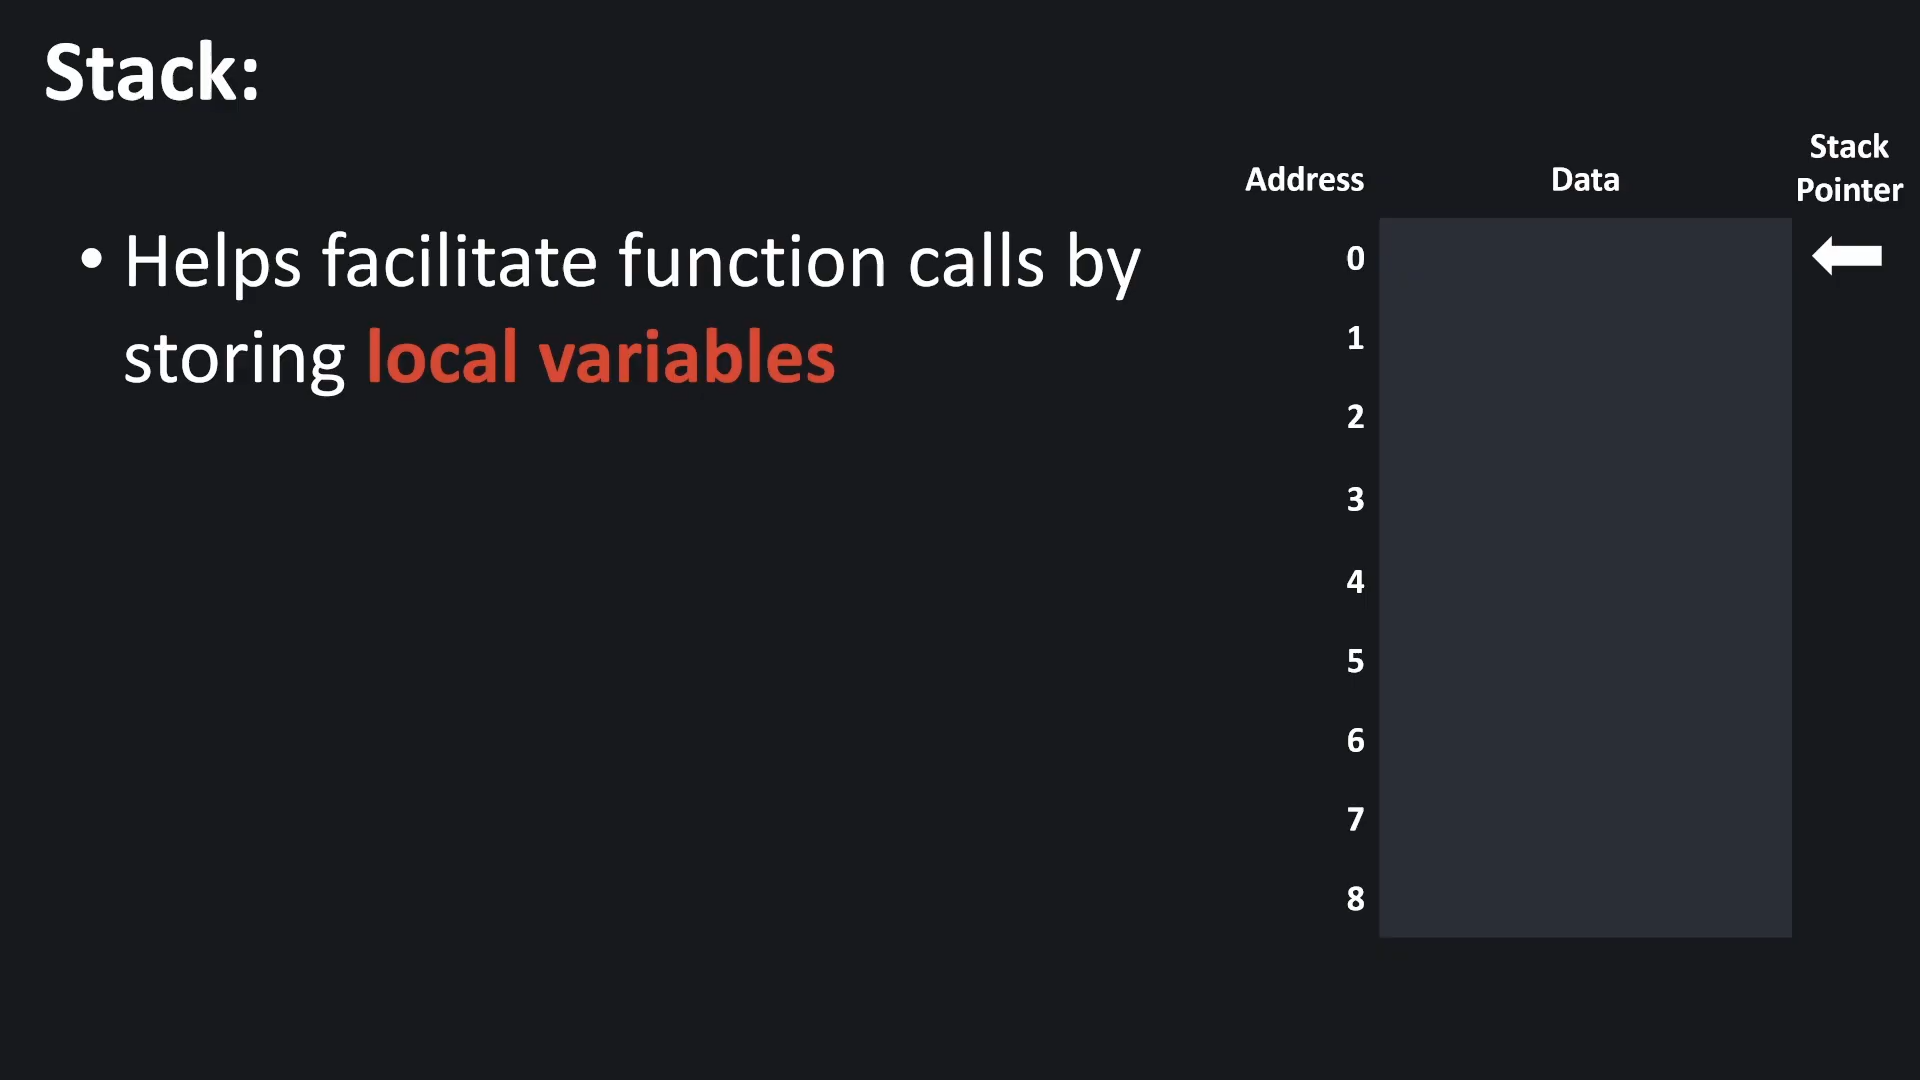 Stack:
• Helps facilitate function calls by
storing local variables
Address
Data
Stack
Pointer
0
1
2
3
4
5
6
7
8